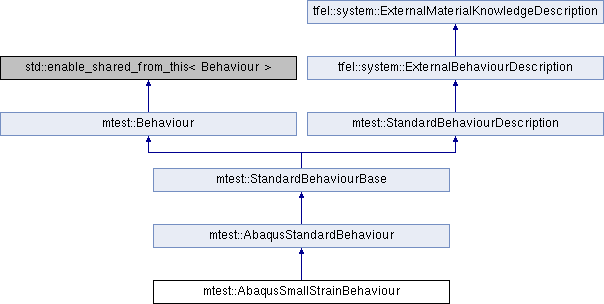 tfel::system::ExternalMaterialKnowledgeDescription
std::enable_shared_from_this< Behaviour >
tfel::system::ExternalBehaviourDescription
mtest::Behaviour
mtest::StandardBehaviourDescription
mtest::StandardBehaviourBase
mtest::AbaqusStandardBehaviour
mtest::AbaqusSmallStrainBehaviour